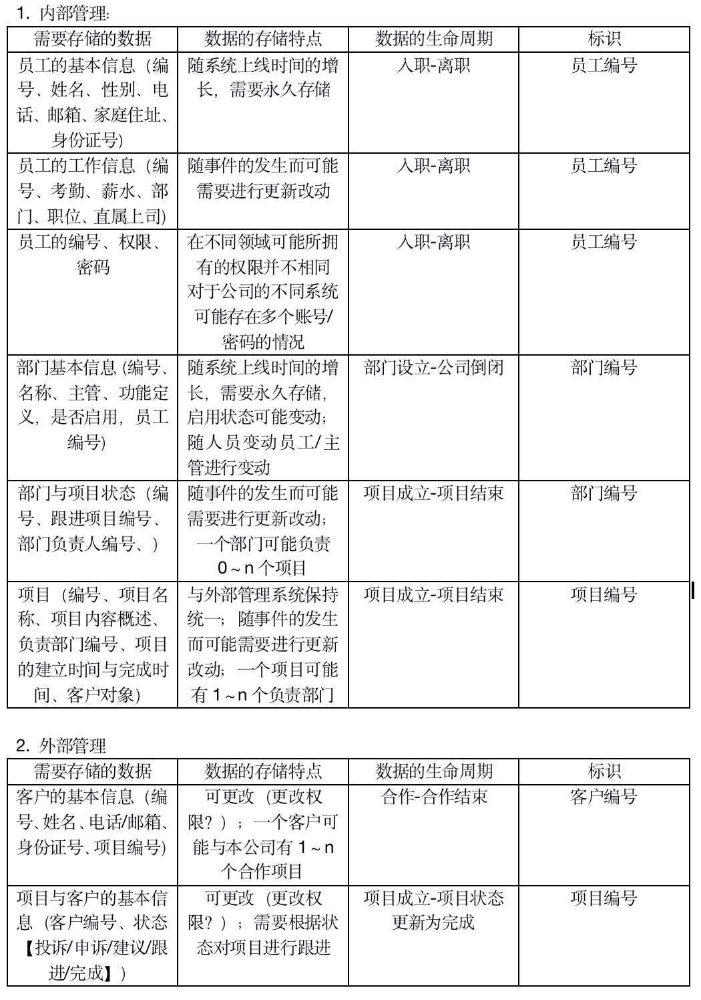 1. 内部管理：
需要存储的数据 数据的存储特点 数据的生命周期 标识
员工的基本信息（编
号、姓名、性别、电
话、邮箱、家庭住址、
身份证号）
随系统上线时间的增
长，需要永久存储
入职-离职
员工编号
员工的工作信息（编
号、考勤、薪水、部
门、职位、直属上司）
随事件的发生而可能
需要进行更新改动
入职-离职
员工编号
员工的编号、权限、
密码
在不同领域可能所拥
有的权限并不相同
对于公司的不同系统
可能存在多个账号/
密码的情况
入职-离职
员工编号
部门基本信息（编号、
名称、主管、功能定
义，是否启用，员工
编号）
随系统上线时间的增
长，需要永久存储，
启用状态可能变动；
随人员变动员工/主
管进行变动
部门设立-公司倒闭
部门编号
部门与项目状态（编
号、跟进项目编号、
部门负责人编号、）
随事件的发生而可能
需要进行更新改动；
一个部门可能负责
0～n 个项目
项目成立-项目结束
部门编号
项目（编号、项目名
称、项目内容概述、
负责部门编号、项目
的建立时间与完成时
间、客户对象）
与外部管理系统保持
统一；随事件的发生
而可能需要进行更新
改动；一个项目可能
有 1～n 个负责部门
项目成立-项目结束
项目编号
2. 外部管理
需要存储的数据 数据的存储特点 数据的生命周期 标识
客户的基本信息（编
号、姓名、电话/邮箱、
身份证号、项目编号）
可更改（更改权
限？）；一个客户可
能与本公司有 1～n
个合作项目
合作-合作结束
客户编号
项目与客户的基本信
息（客户编号、状态
【投诉/申诉/建议/跟
进/完成】）
可更改（更改权
限？）；需要根据状
态对项目进行跟进
项目成立-项目状态
更新为完成
项目编号